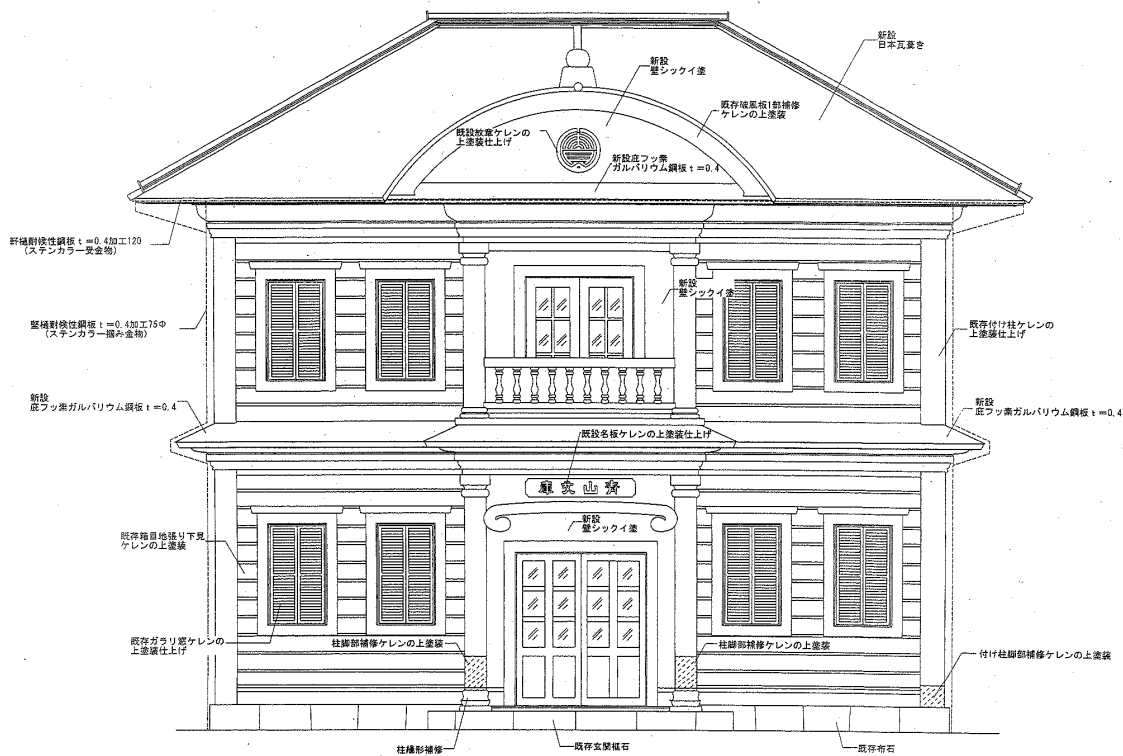 新設
日本瓦葺き
新設
壁シックイ塗
既存破風板1部補修
ケレンの上塗装
既設紋章ケレンの
上塗装仕上げ
新設庇フッ素
ガルバリウム鋼板t=0.4
軒樋耐候性鋼板t=0.4加工120
(ステンカラー受金物)
新設
壁シックイ塗
竪樋耐候性鋼板t=0.4加工75Φ
(ステンカラー掴み金物)
既存付け柱ケレンの
上塗装仕上げ
新設
庇フッ素ガルバリウム鋼板t=0.4
新設
庇フッ素ガルバリウム鋼板t=0.4
既設名板ケレンの上塗装仕上げ
庫文山青
新設
壁シックイ塗
既存箱目地張り下見
ケレンの上塗装
既存ガラリ窓ケレンの
上塗装仕上げ
柱脚部補修ケレンの上塗装
柱脚部補修ケレンの上塗装
付け柱脚部補修ケレンの上塗装
柱繰形補修
既存玄関框石
既存布石